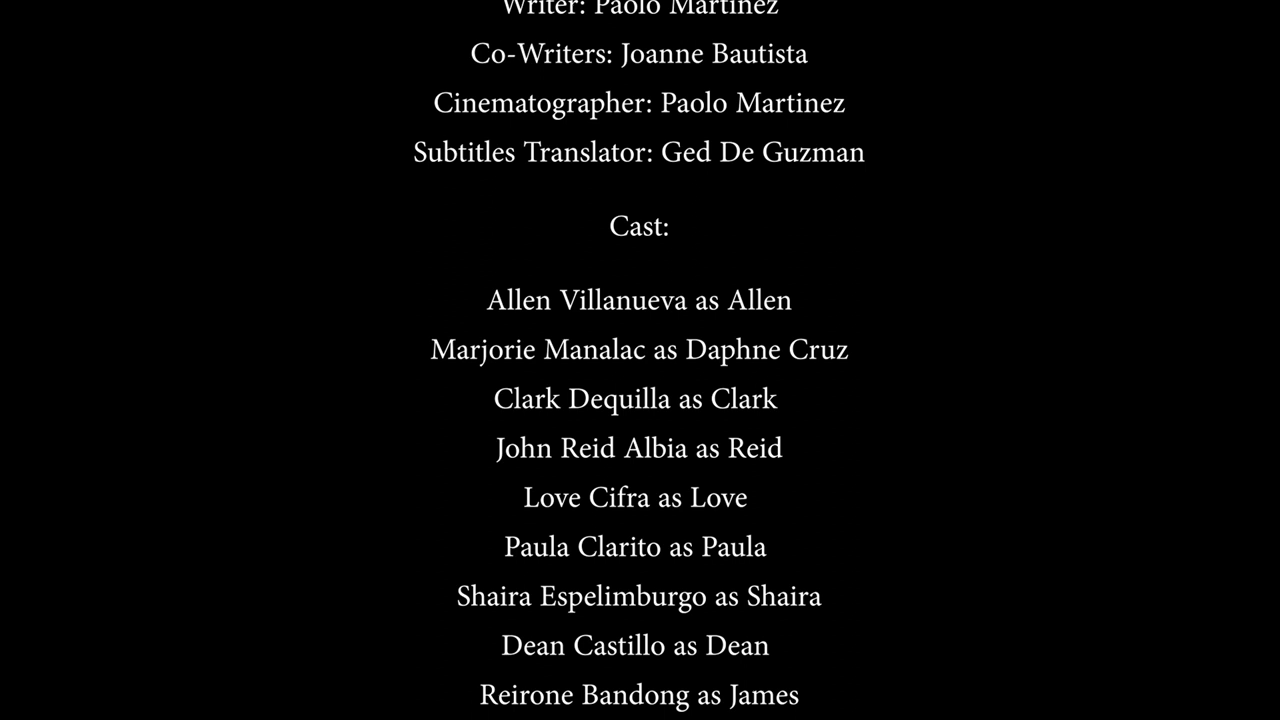 Writer: Paolo Martinez
Co-Writers: Joanne Bautista
Cinematographer: Paolo Martinez
Subtitles Translator: Ged De Guzman
Cast:
Allen Villanueva as Allen
Marjorie Manalac as Daphne Cruz
Clark Dequilla as Clark
John Reid Albia as Reid
Love Cifra as Love
Paula Clarito as Paula
Shaira Espelimburgo as Shaira
Dean Castillo as Dean
Reirone Bandong as James